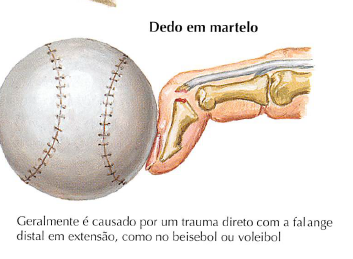 Dedo em martelo
Geralmente é causado por um trauma direto com a falange
distal em extensão, como no beisebol ou voleibol